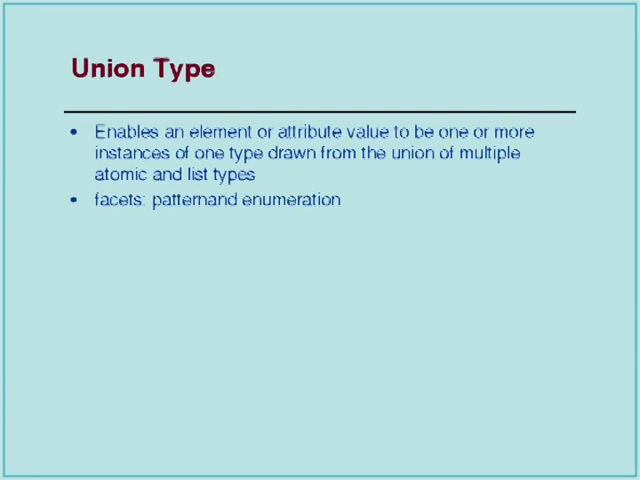 Union Type
• Enables an element or attribute value to be one or more
instances of one type drawn from the union of multiple
atomic and list types
• facets: patternand enumeration